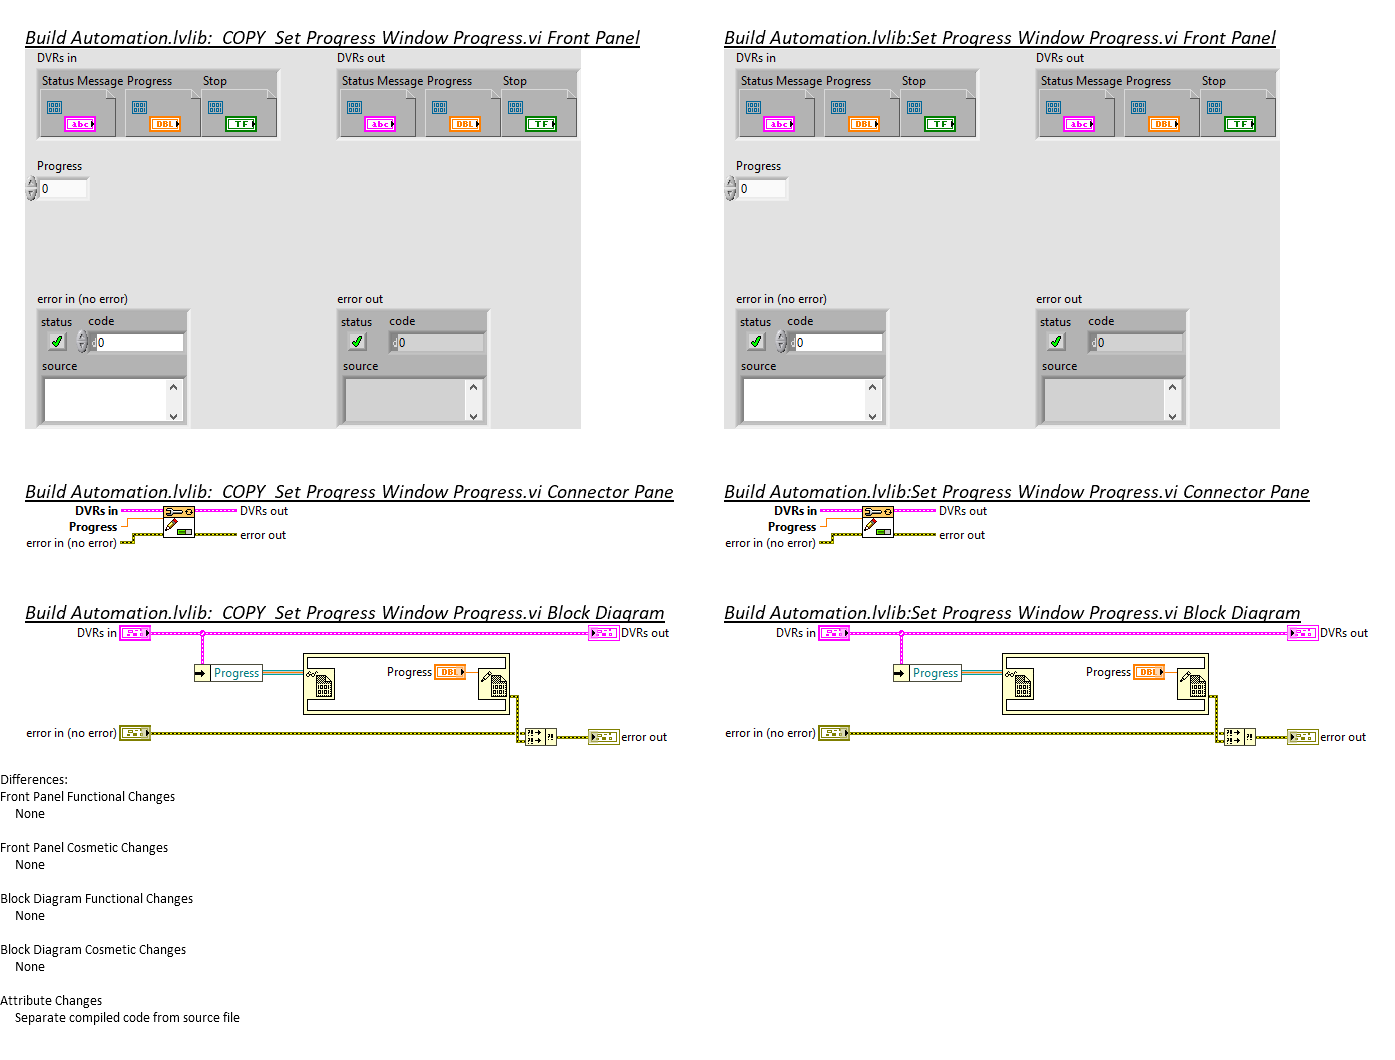 Build Automation.lvlib:  COPY  Set Progress Window Progress.vi Front Panel
DVRs in
DVRs out
Status Message Progress Stop
Status Message Progress Stop
abc DBL TF
abc DBL TF
Progress
0
error in (no error)
error out
status code
status code
d 0
d 0
source
source
Build Automation.lvlib:Set Progress Window Progress.vi Front Panel
DVRs in
DVRs out
Status Message Progress Stop
Status Message Progress Stop
abc DBL TF
abc DBL TF
Progress
0
error in (no error)
error out
status code
status code
d 0
d 0
source
source
Build Automation.lvlib:  COPY  Set Progress Window Progress.vi Connector Pane
DVRs in
DVRs out
Progress
error in (no error)
error out
Build Automation.lvlib:Set Progress Window Progress.vi Connector Pane
DVRs in
DVRs out
Progress
error in (no error)
error out
Build Automation.lvlib:  COPY  Set Progress Window Progress.vi Block Diagram
DVRs in
DVRs out
Progress
Progress DBL
error in (no error)
error out
Build Automation.lvlib:Set Progress Window Progress.vi Block Diagram
DVRs in
DVRs out
Progress
Progress DBL
error in (no error)
error out
Differences:
Front Panel Functional Changes
None
Front Panel Cosmetic Changes
None
Block Diagram Functional Changes
None
Block Diagram Cosmetic Changes
None
Attribute Changes
Separate compiled code from source file